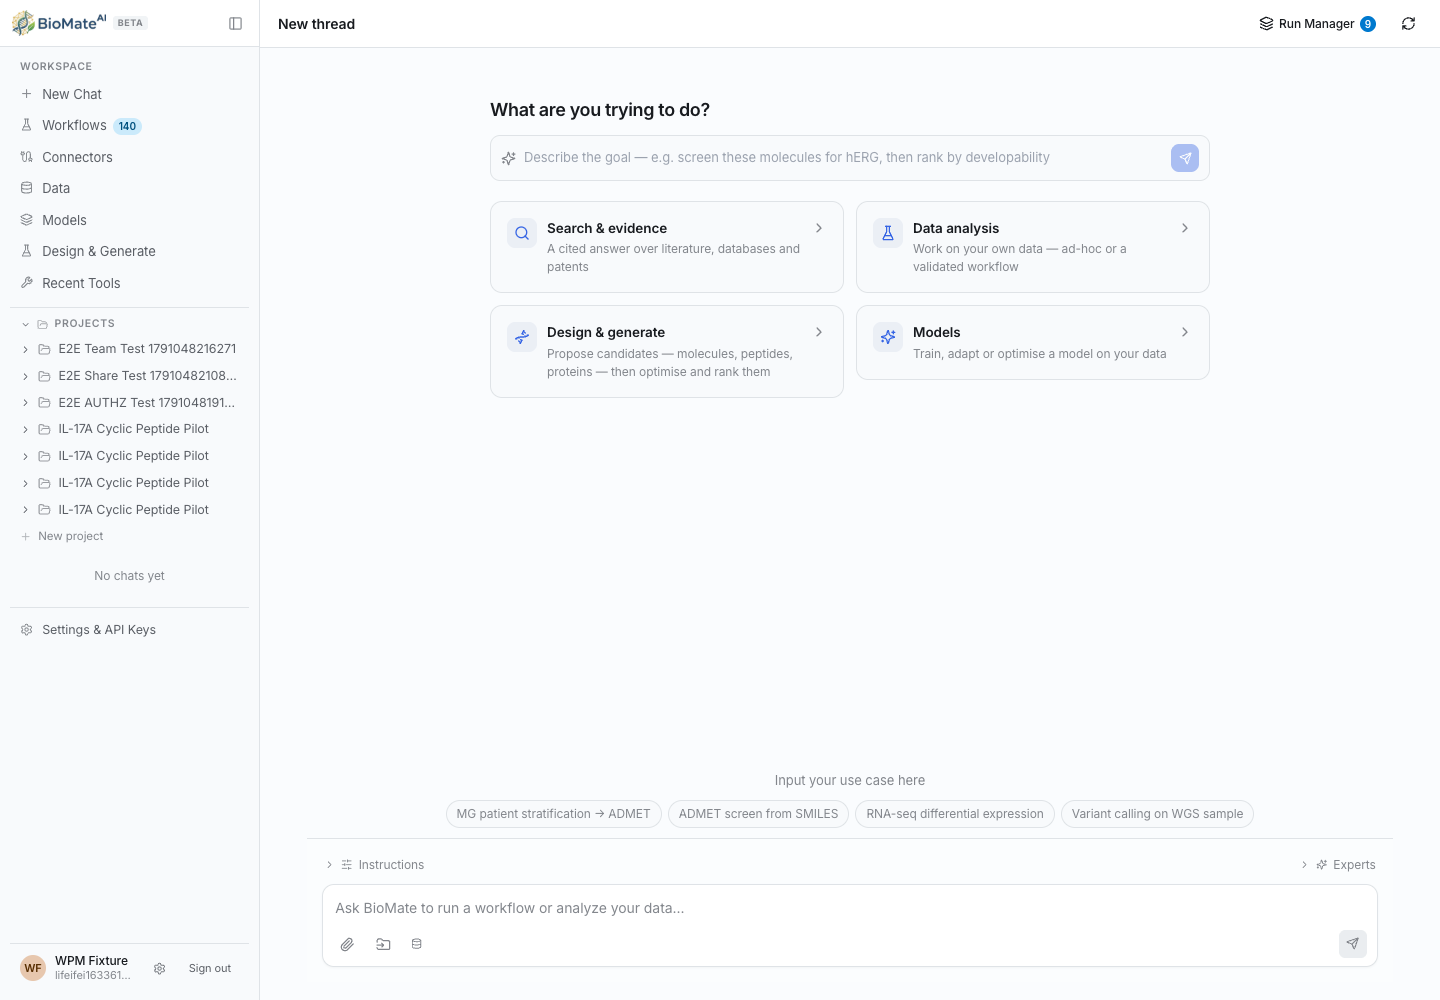 BioMate AI BETA
WORKSPACE
New Chat
Workflows 140
Connectors
Data
Models
Design & Generate
Recent Tools
PROJECTS
E2E Team Test 1791048216271
E2E Share Test 17910482108...
E2E AUTHZ Test 1791048191...
IL-17A Cyclic Peptide Pilot
IL-17A Cyclic Peptide Pilot
IL-17A Cyclic Peptide Pilot
IL-17A Cyclic Peptide Pilot
New project
No chats yet
Settings & API Keys
WF WPM Fixture
lifeifei163361...
Sign out
New thread
Run Manager 9
What are you trying to do?
Describe the goal — e.g. screen these molecules for hERG, then rank by developability
Search & evidence
A cited answer over literature, databases and
patents
Data analysis
Work on your own data — ad-hoc or a
validated workflow
Design & generate
Propose candidates — molecules, peptides,
proteins — then optimise and rank them
Models
Train, adapt or optimise a model on your data
Input your use case here
MG patient stratification → ADMET
ADMET screen from SMILES
RNA-seq differential expression
Variant calling on WGS sample
Instructions
Experts
Ask BioMate to run a workflow or analyze your data...